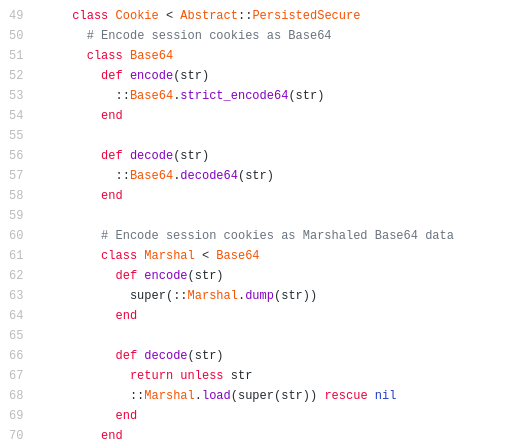 49 class Cookie < Abstract::PersistedSecure
50 # Encode session cookies as Base64
51 class Base64
52 def encode(str)
53 ::Base64.strict_encode64(str)
54 end
55
56 def decode(str)
57 ::Base64.decode64(str)
58 end
59
60 # Encode session cookies as Marshaled Base64 data
61 class Marshal < Base64
62 def encode(str)
63 super(::Marshal.dump(str))
64 end
65
66 def decode(str)
67 return unless str
68 ::Marshal.load(super(str)) rescue nil
69 end
70 end